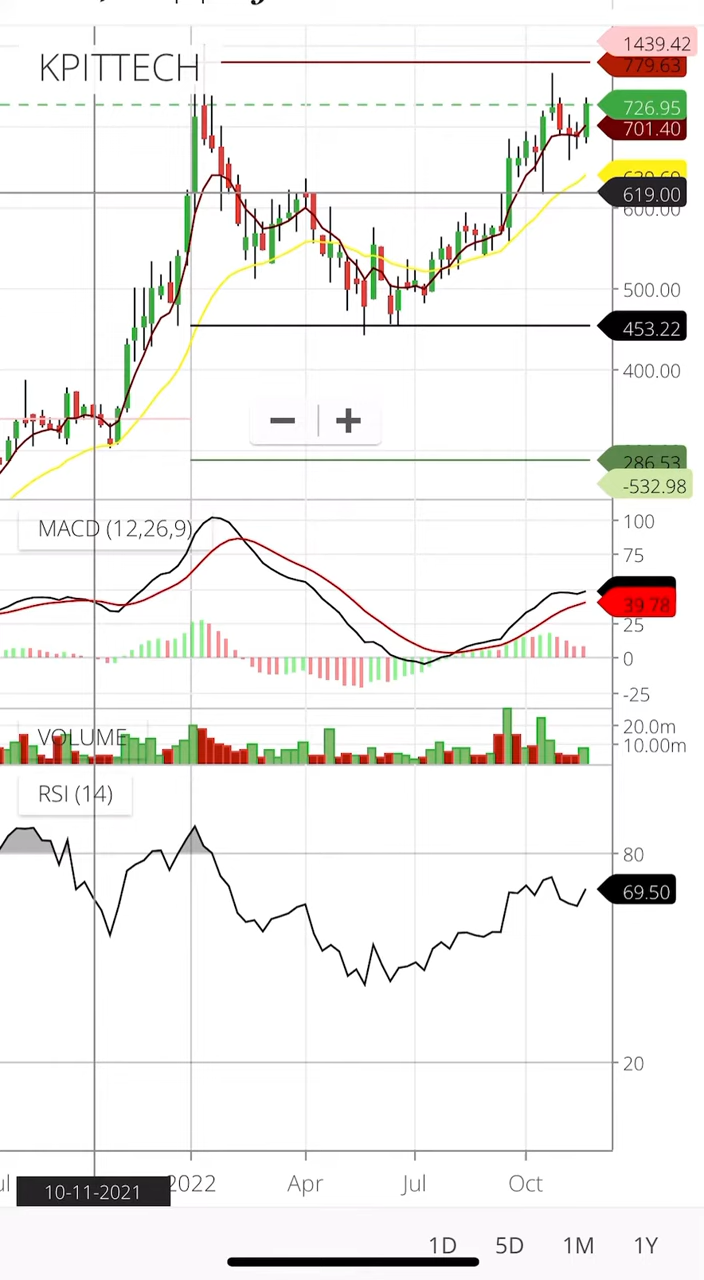 1439.42
KPITTECH
779.63
726.95
701.40
619.00
600.00
500.00
453.22
400.00
286.53
-532.98
MACD (12,26,9)
100
75
39.78
25
0
-25
VOLUME
20.0m
10.00m
RSI (14)
80
69.50
20
10-11-2021
2022
Apr
Jul
Oct
1D 5D 1M 1Y